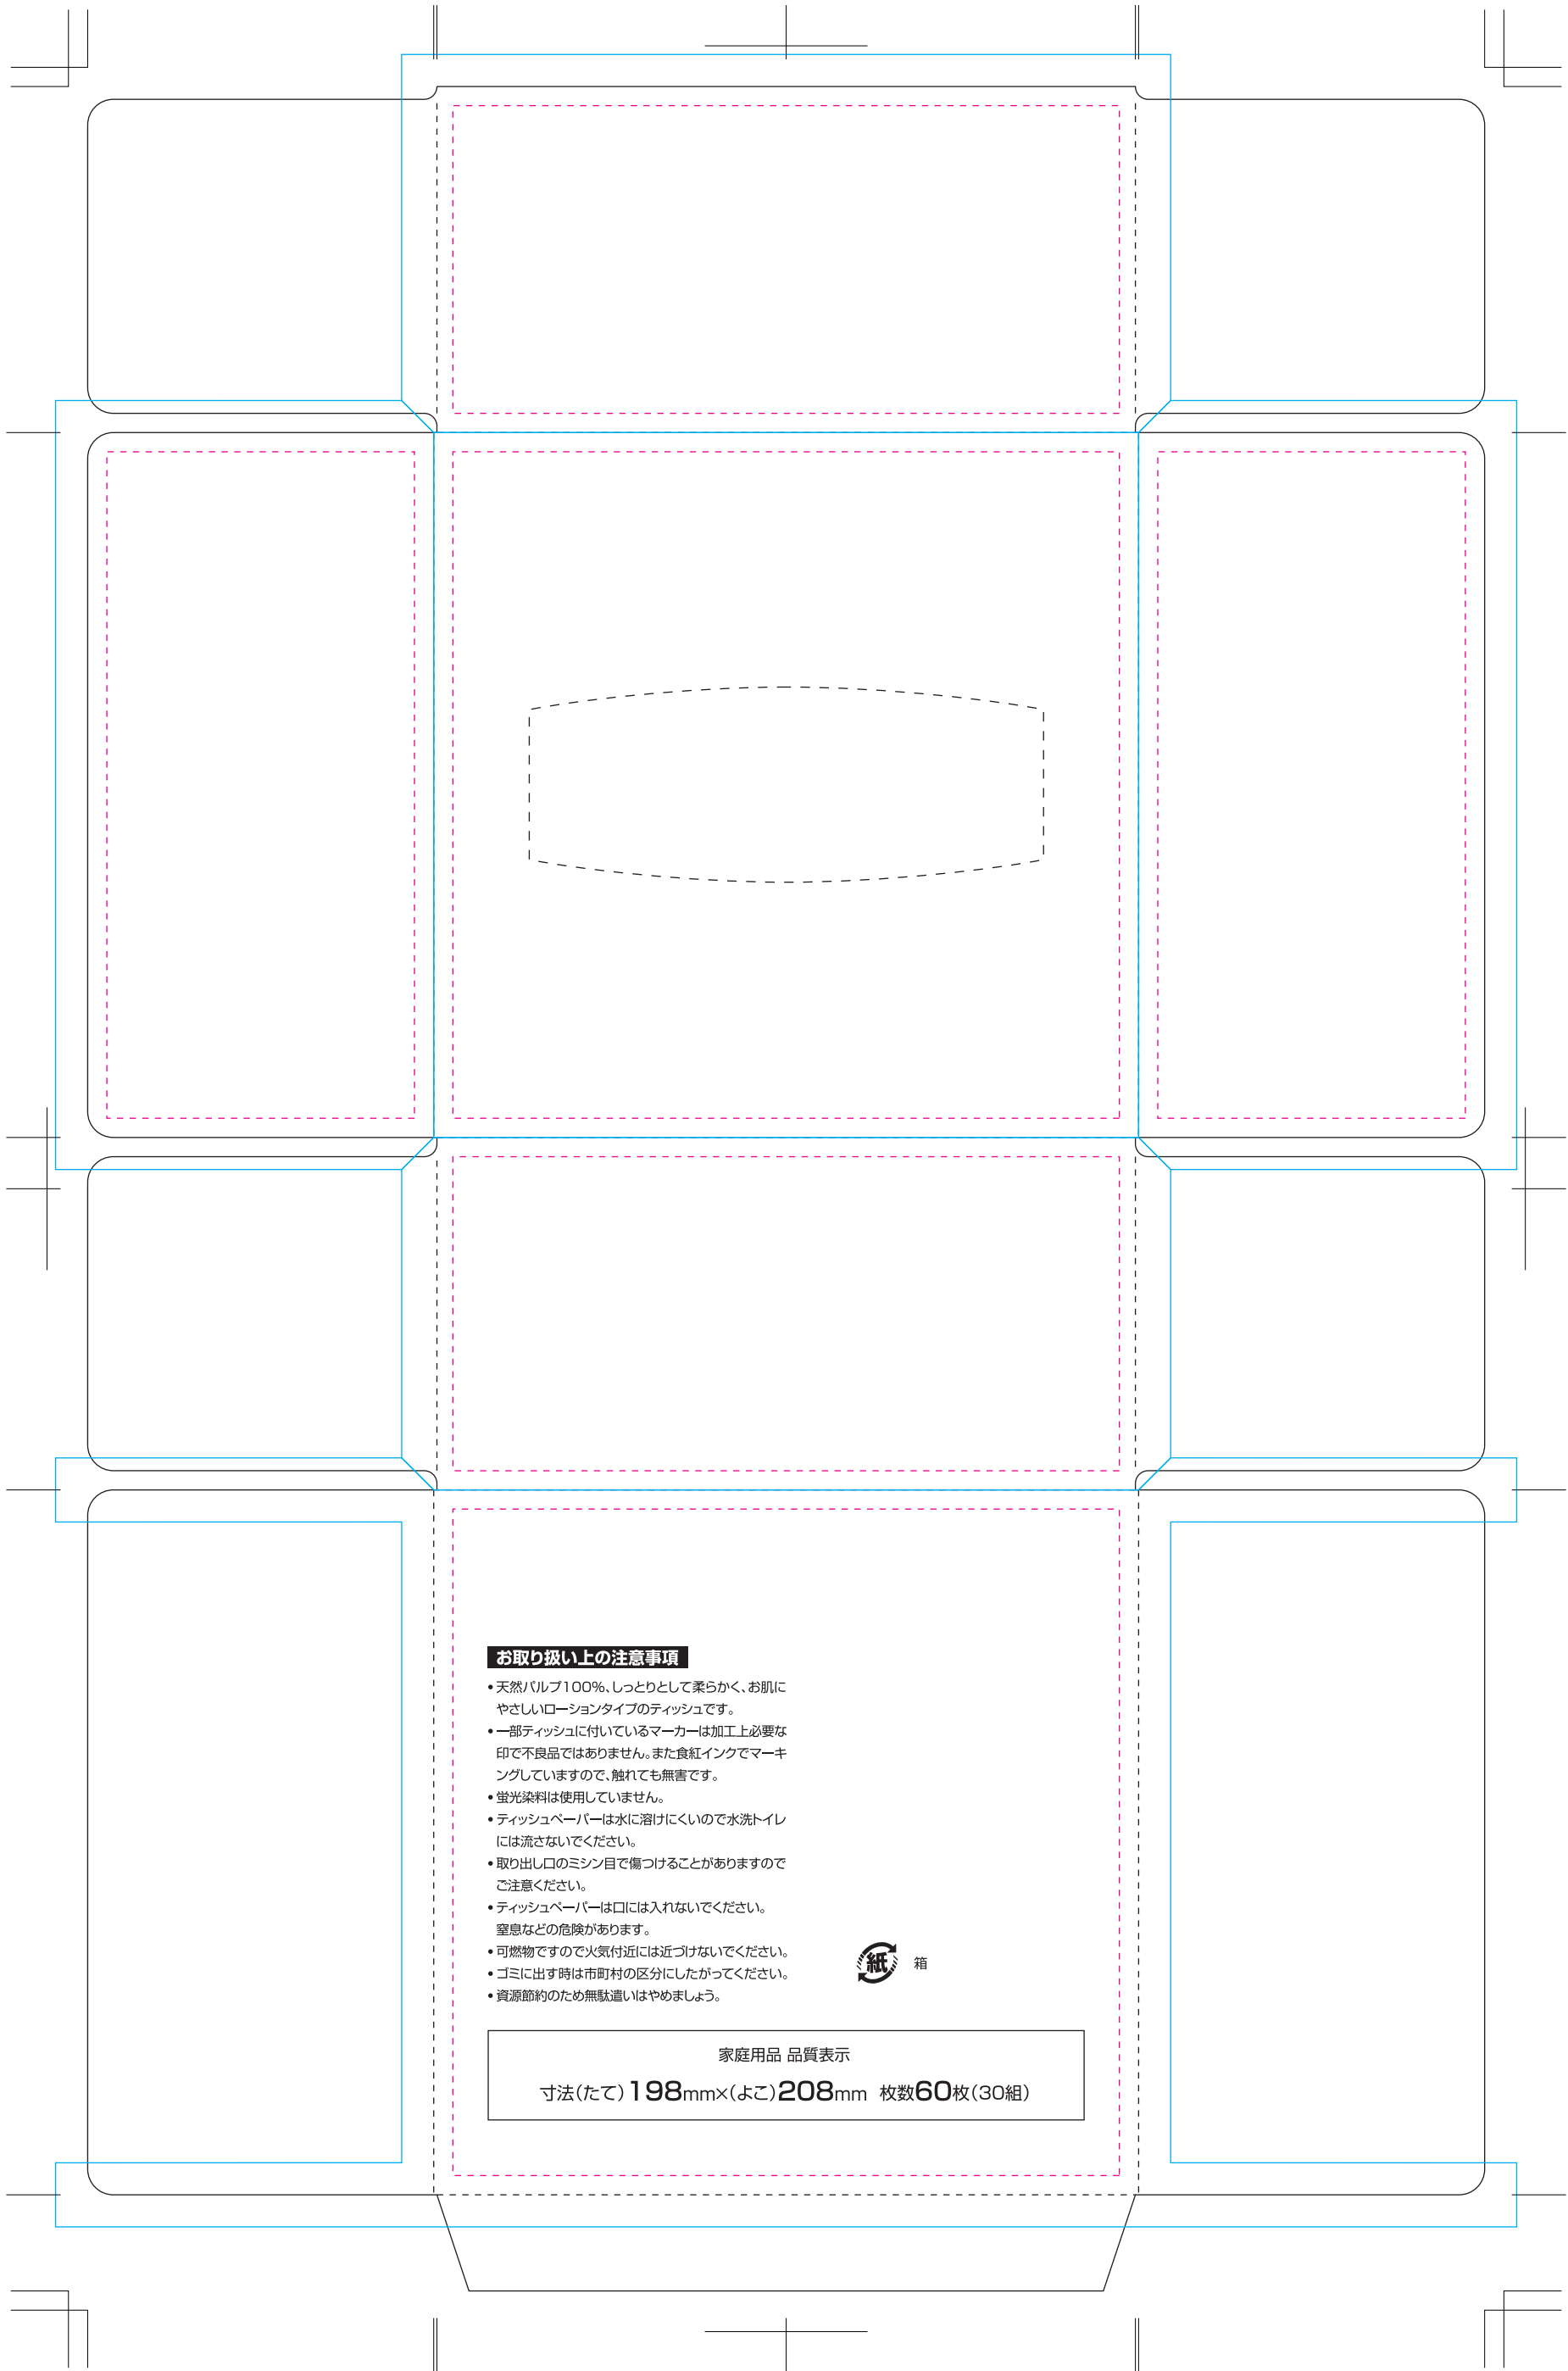 お取り扱い上の注意事項
•天然パルプ100%、しっとりとして柔らかく、お肌に
やさしいローションタイプのティッシュです。
•一部ティッシュに付いているマーカーは加工上必要な
印で不良品ではありません。また食紅インクでマーキ
ングしていますので、触れても無害です。
•蛍光染料は使用していません。
•ティッシュペーパーは水に溶けにくいので水洗トイレ
には流さないでください。
•取り出し口のミシン目で傷つけることがありますので
ご注意ください。
•ティッシュペーパーは口には入れないでください。
窒息などの危険があります。
•可燃物ですので火気付近には近づけないでください。
•ゴミに出す時は市町村の区分にしたがってください。
•資源節約のため無駄遣いはやめましょう。
紙 箱
家庭用品 品質表示
寸法(たて)198mm×(よこ)208mm 枚数60枚(30組)